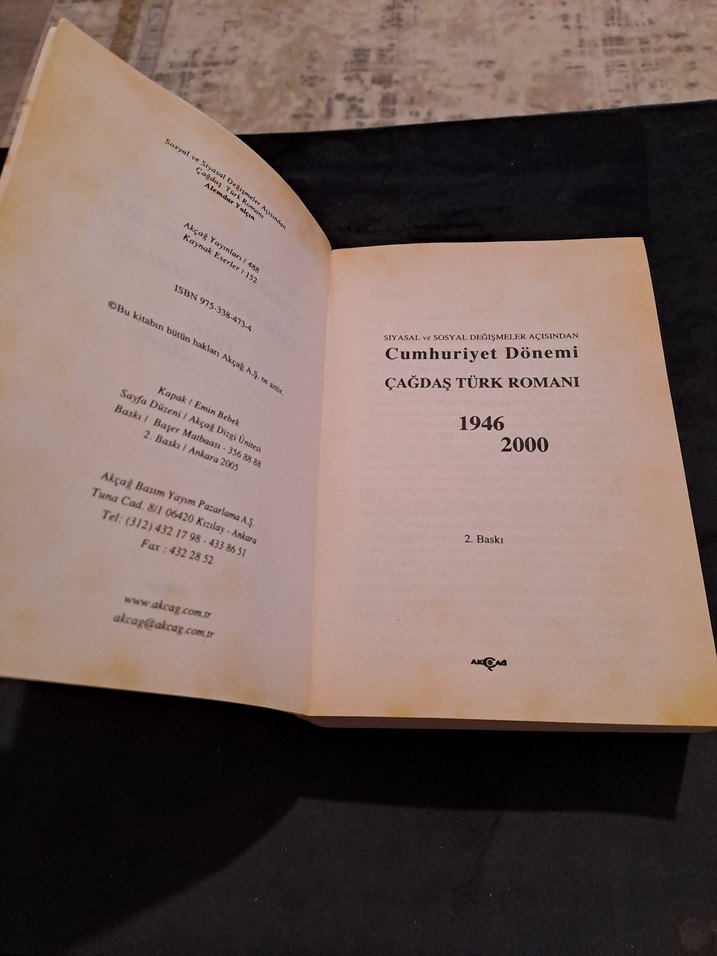 Sosyal ve Siyasal Değişmeler Açısından
Çağdaş Türk Romanı
Alemdar Yalçın
Akçağ Yayınları / 488
Kaynak Eserler / 152
ISBN 975-338-473-4
©Bu kitabın bütün hakları Akçağ A.Ş. ne aittir.
Kapak / Emin Bebek
Sayfa Düzeni / Akçağ Dizgi Ünitesi
Baskı / Başer Matbaası - 356 88 88
2. Baskı / Ankara 2005
Akçağ Basım Yayım Pazarlama A.Ş.
Tuna Cad. 8/1 06420 Kızılay - Ankara
Tel: (312) 432 17 98 - 433 86 51
Fax : 432 28 52
www.akcag.com.tr
akcag@akcag.com.tr
SİYASAL ve SOSYAL DEĞİŞMELER AÇISINDAN
Cumhuriyet Dönemi
ÇAĞDAŞ TÜRK ROMANI
1946
2000
2. Baskı
AKÇAĞ